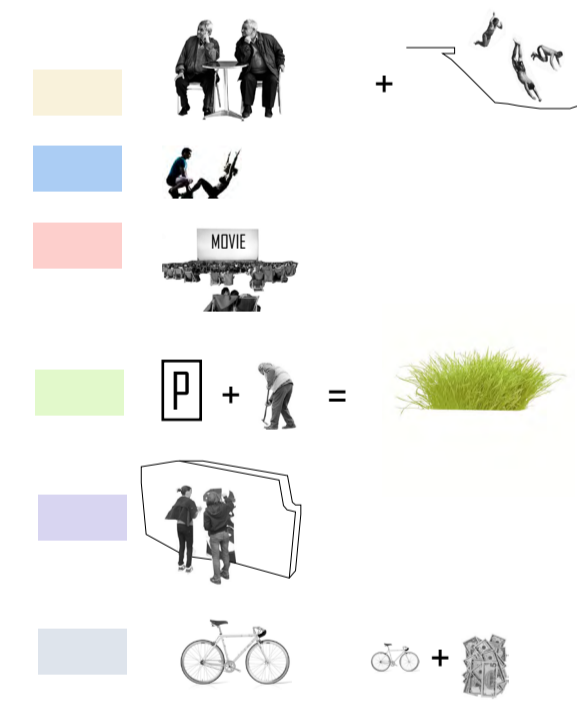 +
MOVIE
P + =
+